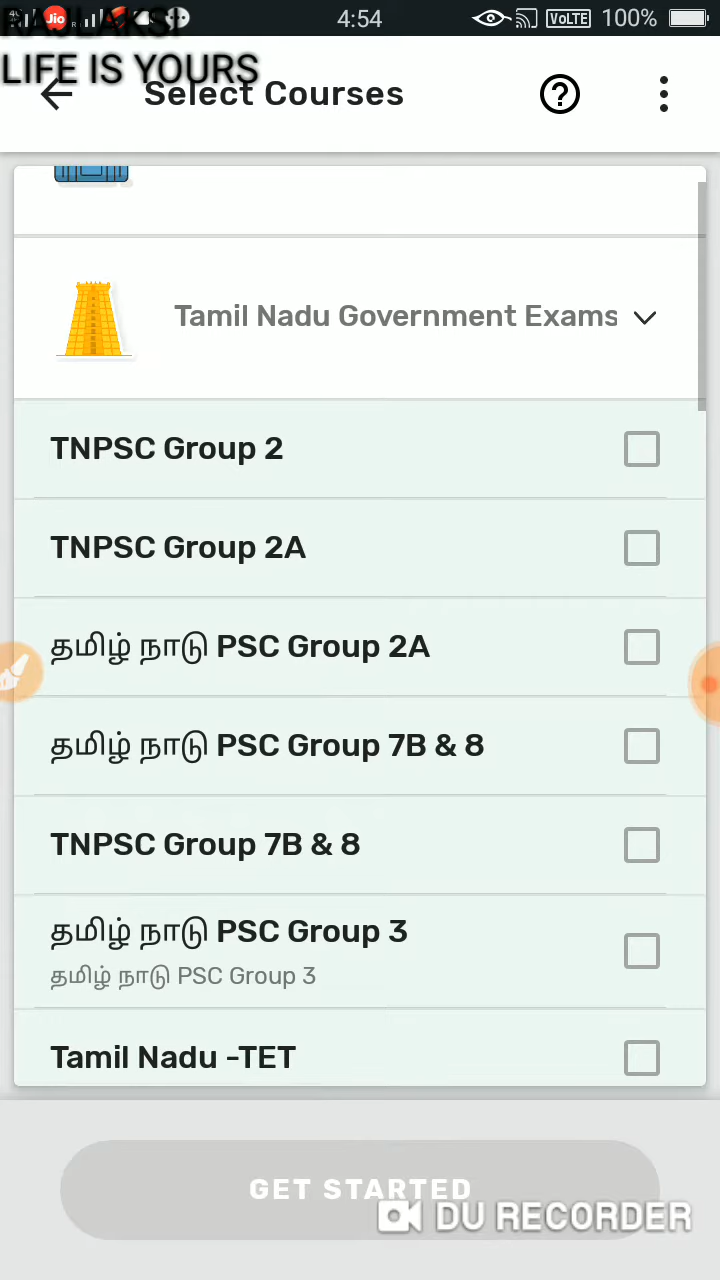 4:54
VoLTE 100%
LIFE IS YOURS
Select Courses
Tamil Nadu Government Exams
TNPSC Group 2
TNPSC Group 2A
தமிழ் நாடு PSC Group 2A
தமிழ் நாடு PSC Group 7B & 8
TNPSC Group 7B & 8
தமிழ் நாடு PSC Group 3
தமிழ் நாடு PSC Group 3
Tamil Nadu -TET
GET STARTED
DU RECORDER